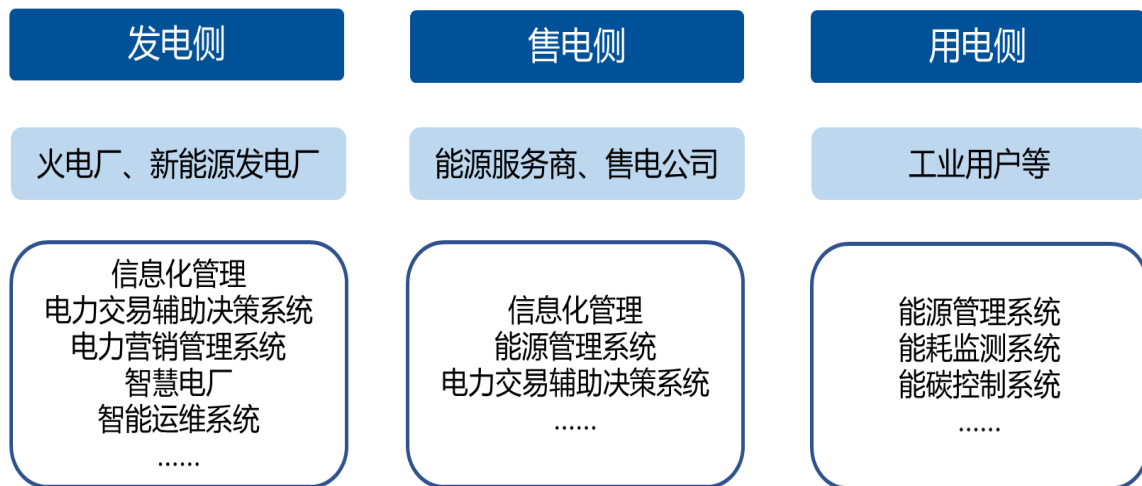 发电侧
售电侧
用电侧
火电厂、新能源发电厂
能源服务商、售电公司
工业用户等
信息化管理
电力交易辅助决策系统
电力营销管理系统
智慧电厂
智能运维系统
......
信息化管理
能源管理系统
电力交易辅助决策系统
......
能源管理系统
能耗监测系统
能碳控制系统
......